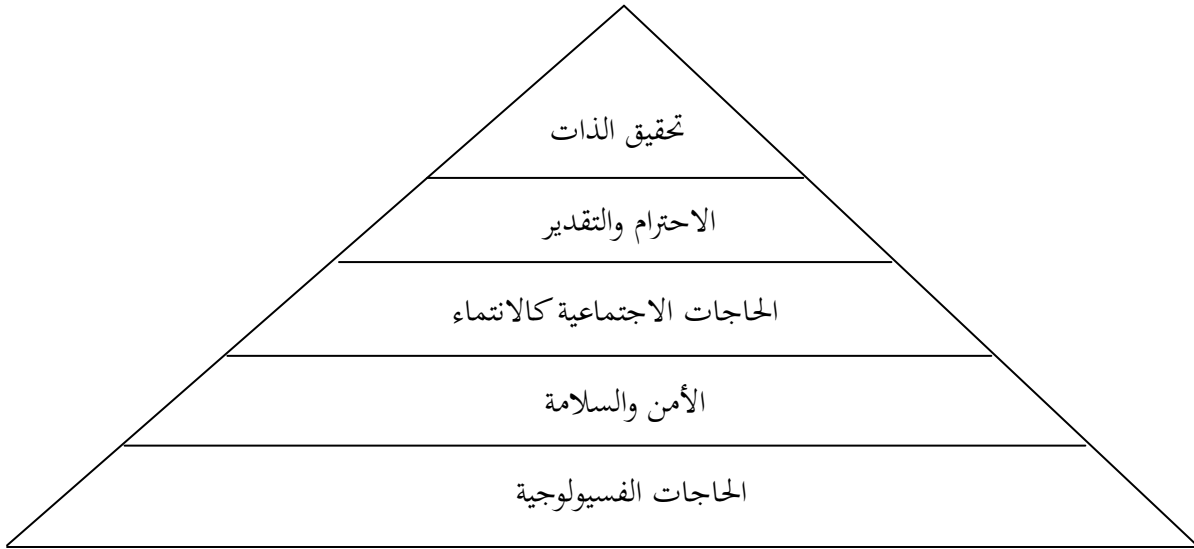 تحقيق الذات
الاحترام والتقدير
الحاجات الاجتماعية كالانتماء
الأمن والسلامة
الحاجات الفسيولوجية